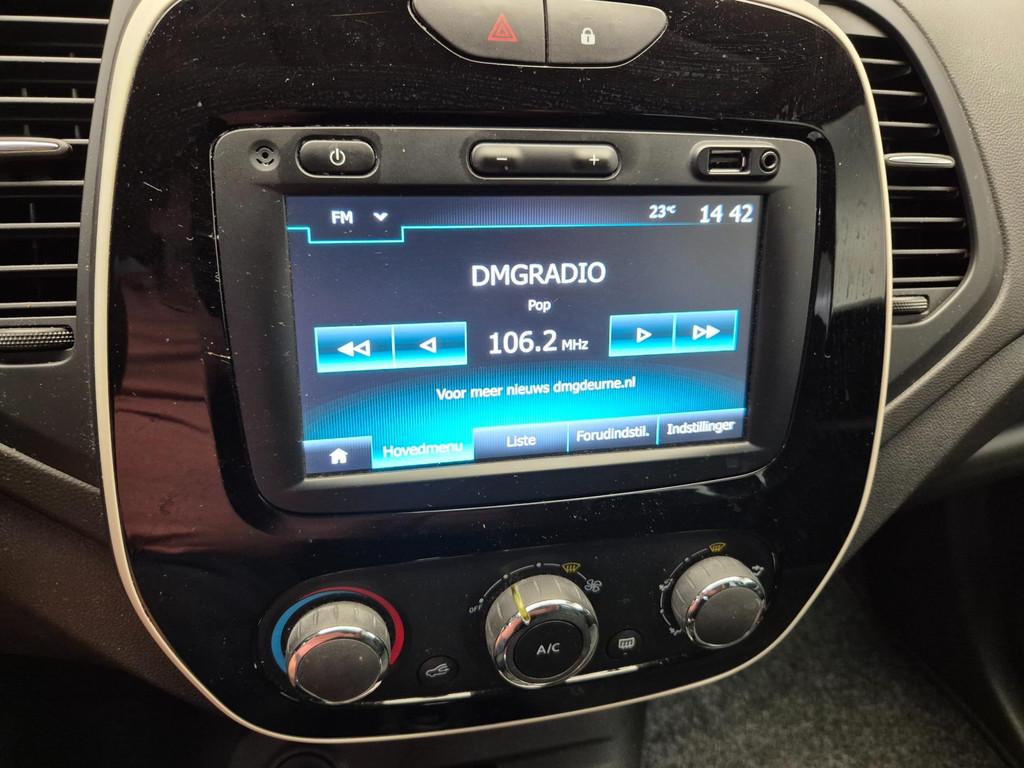 FM
23°C 14 42
DMGRADIO
Pop
106.2 MHz
Voor meer nieuws dmgdeurne.nl
Hovedmenu Liste Forudindstil. Indstillinger
OFF
A/C